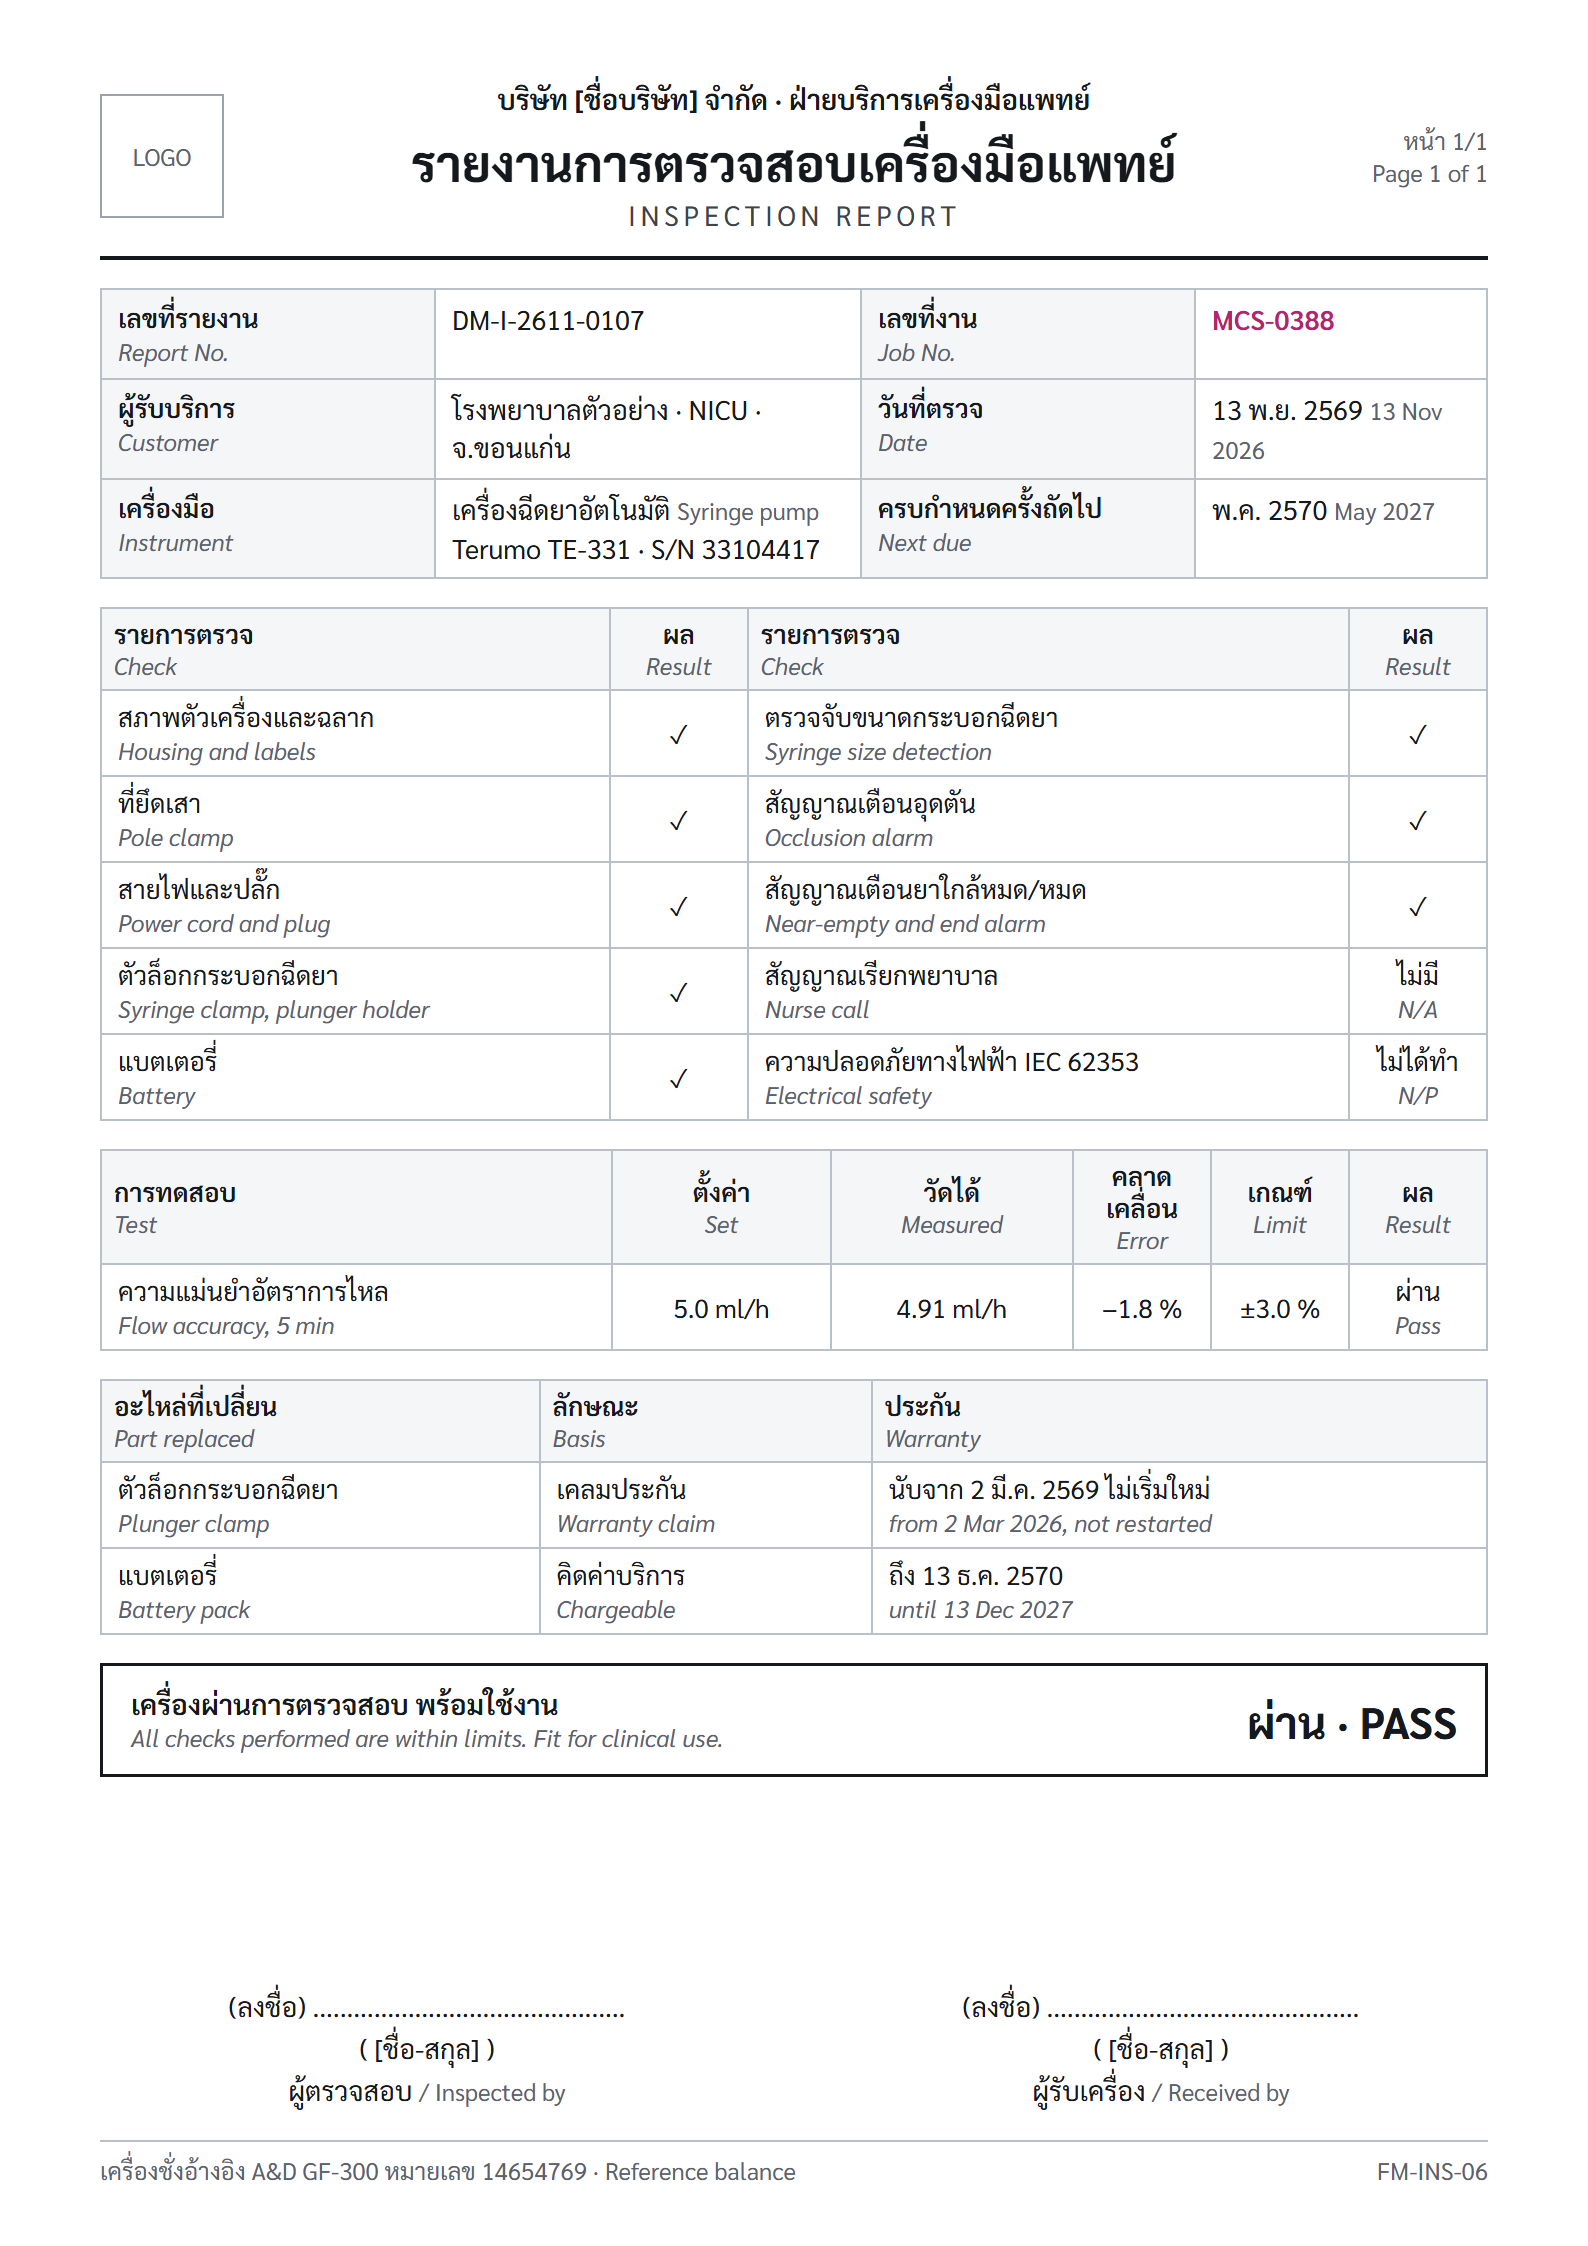 LOGO
บริษัท [ชื่อบริษัท] จำกัด · ฝ่ายบริการเครื่องมือแพทย์
รายงานการตรวจสอบเครื่องมือแพทย์
INSPECTION REPORT
หน้า 1/1
Page 1 of 1
เลขที่รายงาน
Report No.
DM-I-2611-0107
เลขที่งาน
Job No.
MCS-0388
ผู้รับบริการ
Customer
โรงพยาบาลตัวอย่าง · NICU ·
จ.ขอนแก่น
วันที่ตรวจ
Date
13 พ.ย. 2569 13 Nov
2026
เครื่องมือ
Instrument
เครื่องฉีดยาอัตโนมัติ Syringe pump
Terumo TE-331 · S/N 33104417
ครบกำหนดครั้งถัดไป
Next due
พ.ค. 2570 May 2027
รายการตรวจ
Check
ผล
Result
รายการตรวจ
Check
ผล
Result
สภาพตัวเครื่องและฉลาก
Housing and labels
✓
ตรวจจับขนาดกระบอกฉีดยา
Syringe size detection
✓
ที่ยึดเสา
Pole clamp
✓
สัญญาณเตือนอุดตัน
Occlusion alarm
✓
สายไฟและปลั๊ก
Power cord and plug
✓
สัญญาณเตือนยาใกล้หมด/หมด
Near-empty and end alarm
✓
ตัวล็อกกระบอกฉีดยา
Syringe clamp, plunger holder
✓
สัญญาณเรียกพยาบาล
Nurse call
ไม่มี
N/A
แบตเตอรี่
Battery
✓
ความปลอดภัยทางไฟฟ้า IEC 62353
Electrical safety
ไม่ได้ทำ
N/P
การทดสอบ
Test
ตั้งค่า
Set
วัดได้
Measured
คลาด
เคลื่อน
Error
เกณฑ์
Limit
ผล
Result
ความแม่นยำอัตราการไหล
Flow accuracy, 5 min
5.0 ml/h
4.91 ml/h
−1.8 %
±3.0 %
ผ่าน
Pass
อะไหล่ที่เปลี่ยน
Part replaced
ลักษณะ
Basis
ประกัน
Warranty
ตัวล็อกกระบอกฉีดยา
Plunger clamp
เคลมประกัน
Warranty claim
นับจาก 2 มี.ค. 2569 ไม่เริ่มใหม่
from 2 Mar 2026, not restarted
แบตเตอรี่
Battery pack
คิดค่าบริการ
Chargeable
ถึง 13 ธ.ค. 2570
until 13 Dec 2027
เครื่องผ่านการตรวจสอบ พร้อมใช้งาน
All checks performed are within limits. Fit for clinical use.
ผ่าน · PASS
(ลงชื่อ) ..............................................
( [ชื่อ-สกุล] )
ผู้ตรวจสอบ / Inspected by
(ลงชื่อ) ..............................................
( [ชื่อ-สกุล] )
ผู้รับเครื่อง / Received by
เครื่องชั่งอ้างอิง A&D GF-300 หมายเลข 14654769 · Reference balance
FM-INS-06